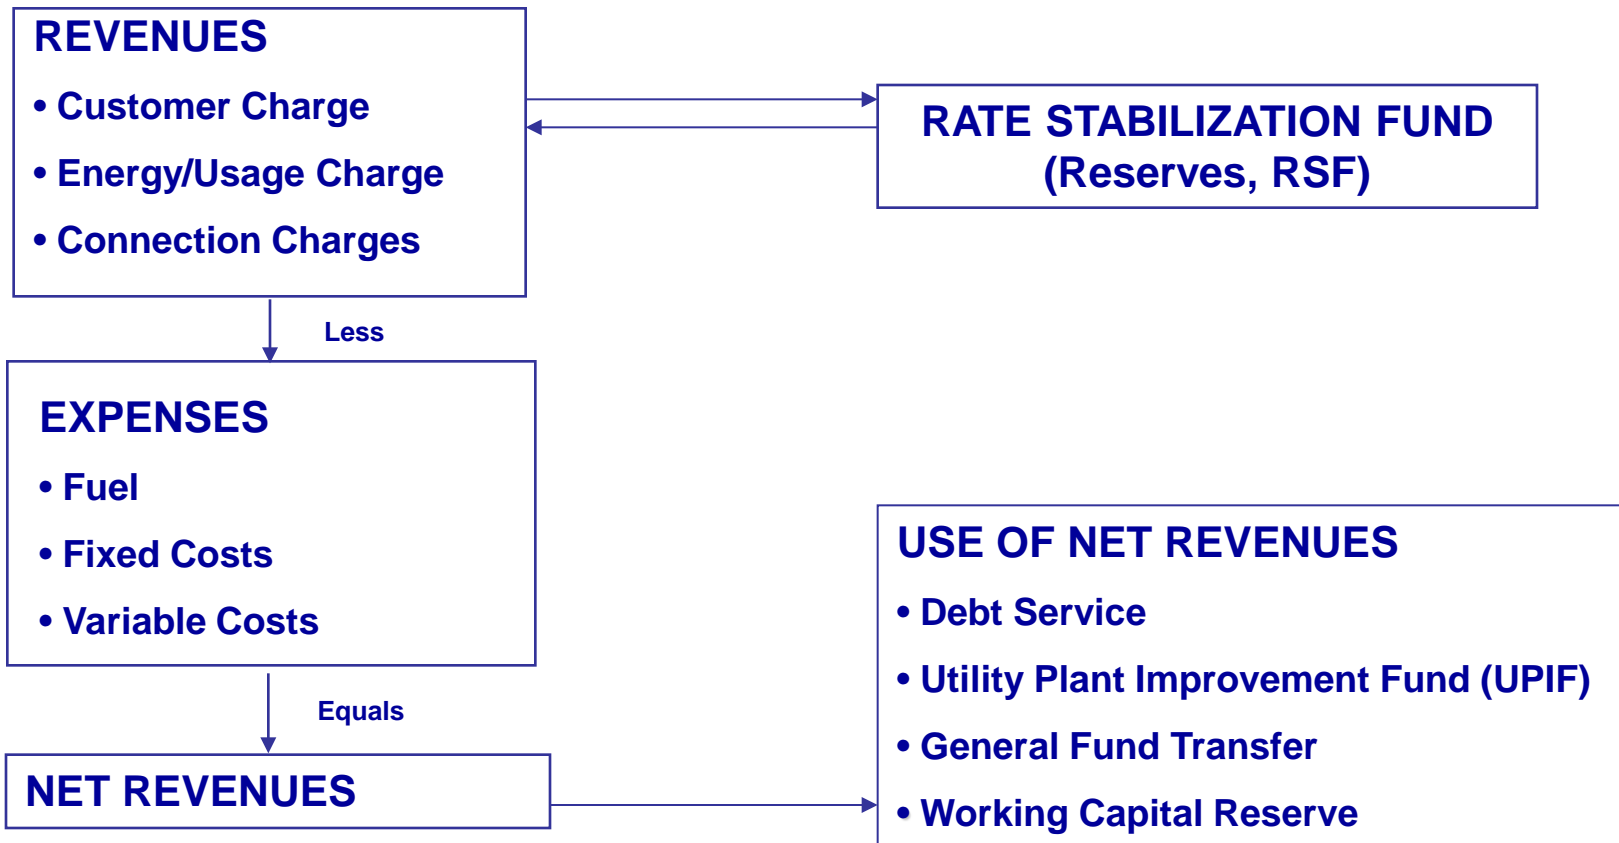 REVENUES
• Customer Charge
• Energy/Usage Charge
• Connection Charges
RATE STABILIZATION FUND
(Reserves, RSF)
Less
EXPENSES
• Fuel
• Fixed Costs
• Variable Costs
Equals
NET REVENUES
USE OF NET REVENUES
• Debt Service
• Utility Plant Improvement Fund (UPIF)
• General Fund Transfer
• Working Capital Reserve